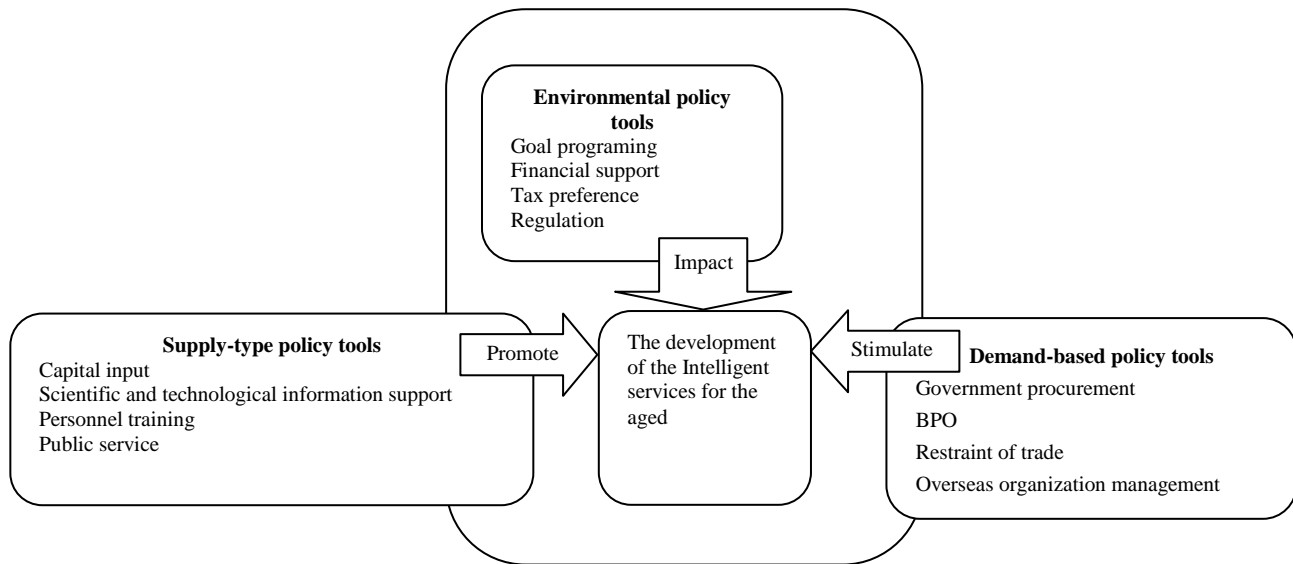 Environmental policy
tools
Goal programing
Financial support
Tax preference
Regulation
Impact
Supply-type policy tools
Capital input
Scientific and technological information support
Personnel training
Public service
Promote
The development
of the Intelligent
services for the
aged
Stimulate
Demand-based policy tools
Government procurement
BPO
Restraint of trade
Overseas organization management